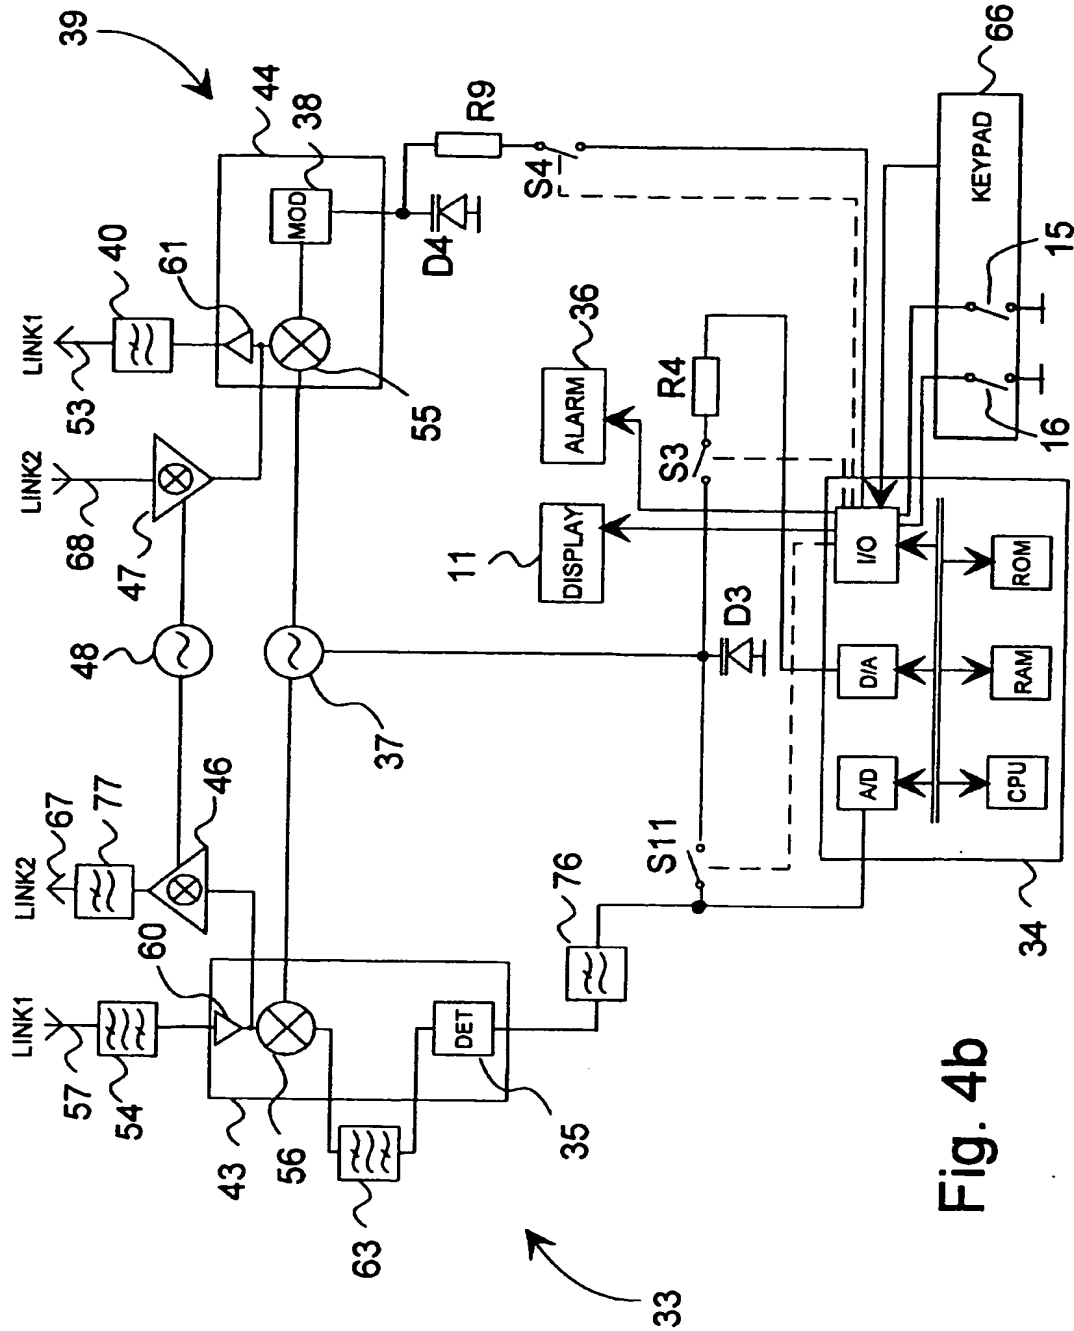 39
LINK1
53
40
61
44
38
MOD
55
R9
D4
S4
LINK2
68
47
48
37
LINK2
67
77
46
LINK1
57
54
60
43
56
63
DET
35
33
76
S11
D3
S3
R4
11
DISPLAY
36
ALARM
A/D
D/A
I/O
CPU
RAM
ROM
34
KEYPAD
66
15
16
Fig. 4b